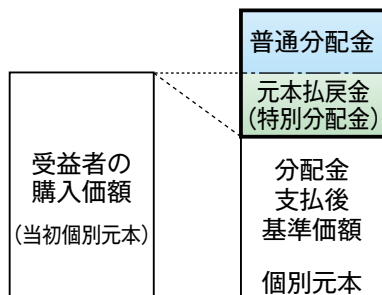 普通分配金
元本払戻金
(特別分配金)
受益者の
購入価額
(当初個別元本)
分配金
支払後
基準価額
個別元本